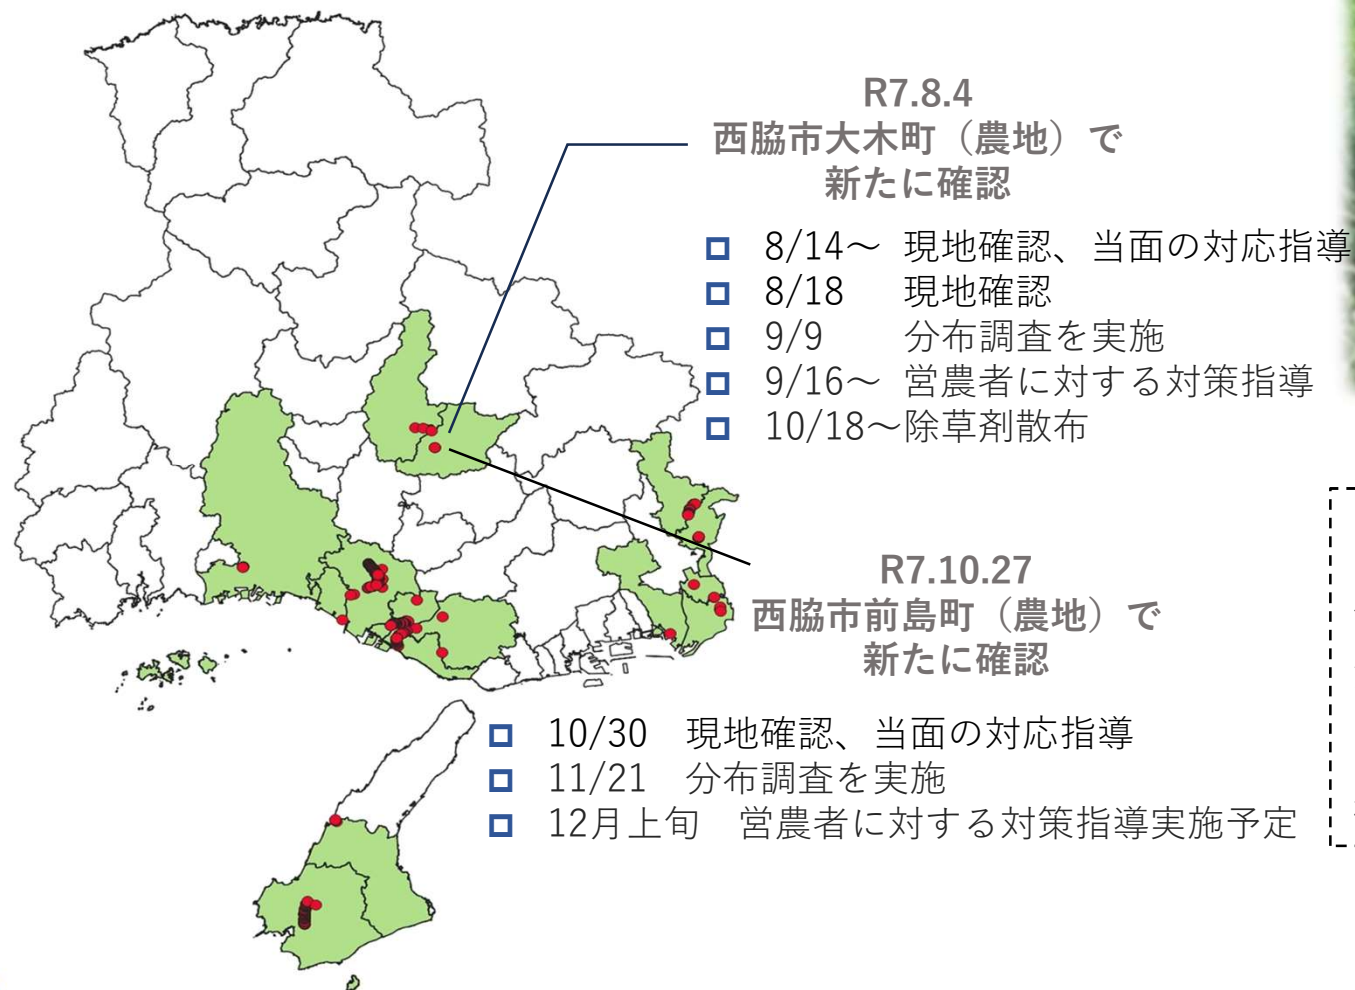 R7.8.4
西脇市大木町（農地）で
新たに確認
8/14～ 現地確認、当面の対応指導
8/18 現地確認
9/9 分布調査を実施
9/16～ 営農者に対する対策指導
10/18～除草剤散布
R7.10.27
西脇市前島町（農地）で
新たに確認
10/30 現地確認、当面の対応指導
11/21 分布調査を実施
12月上旬 営農者に対する対策指導実施予定